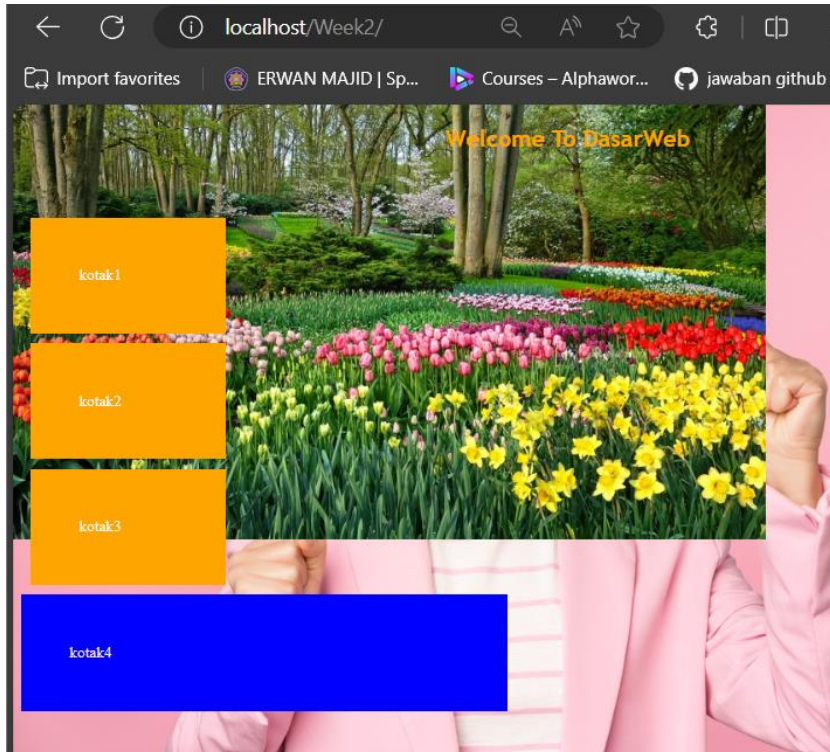 localhost/Week2/
Import favorites
ERWAN MAJID | Sp...
Courses – Alphawor...
jawaban github
Welcome To DasarWeb
kotak1
kotak2
kotak3
kotak4